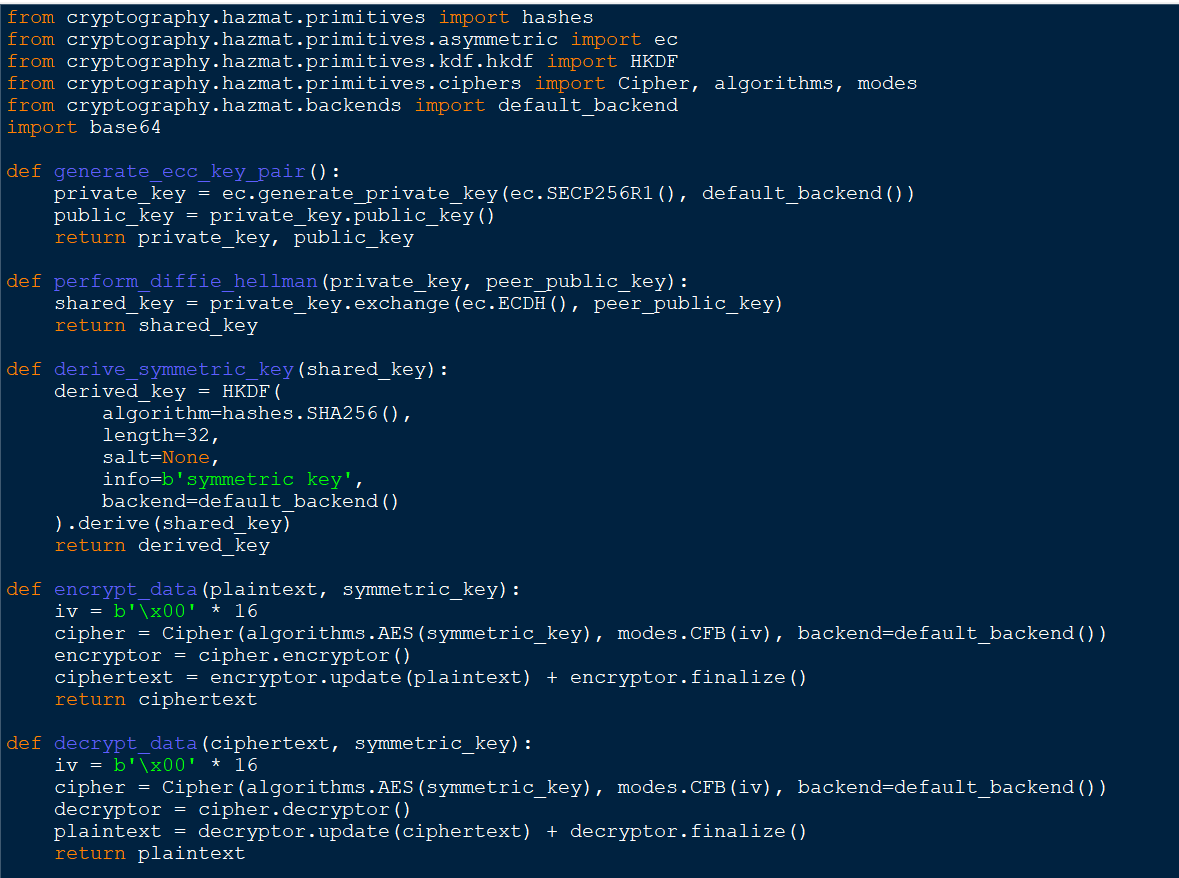 from cryptography.hazmat.primitives import hashes
from cryptography.hazmat.primitives.asymmetric import ec
from cryptography.hazmat.primitives.kdf.hkdf import HKDF
from cryptography.hazmat.primitives.ciphers import Cipher, algorithms, modes
from cryptography.hazmat.backends import default_backend
import base64

def generate_ecc_key_pair():
    private_key = ec.generate_private_key(ec.SECP256R1(), default_backend())
    public_key = private_key.public_key()
    return private_key, public_key

def perform_diffie_hellman(private_key, peer_public_key):
    shared_key = private_key.exchange(ec.ECDH(), peer_public_key)
    return shared_key

def derive_symmetric_key(shared_key):
    derived_key = HKDF(
        algorithm=hashes.SHA256(),
        length=32,
        salt=None,
        info=b'symmetric key',
        backend=default_backend()
    ).derive(shared_key)
    return derived_key

def encrypt_data(plaintext, symmetric_key):
    iv = b'\x00' * 16
    cipher = Cipher(algorithms.AES(symmetric_key), modes.CFB(iv), backend=default_backend())
    encryptor = cipher.encryptor()
    ciphertext = encryptor.update(plaintext) + encryptor.finalize()
    return ciphertext

def decrypt_data(ciphertext, symmetric_key):
    iv = b'\x00' * 16
    cipher = Cipher(algorithms.AES(symmetric_key), modes.CFB(iv), backend=default_backend())
    decryptor = cipher.decryptor()
    plaintext = decryptor.update(ciphertext) + decryptor.finalize()
    return plaintext